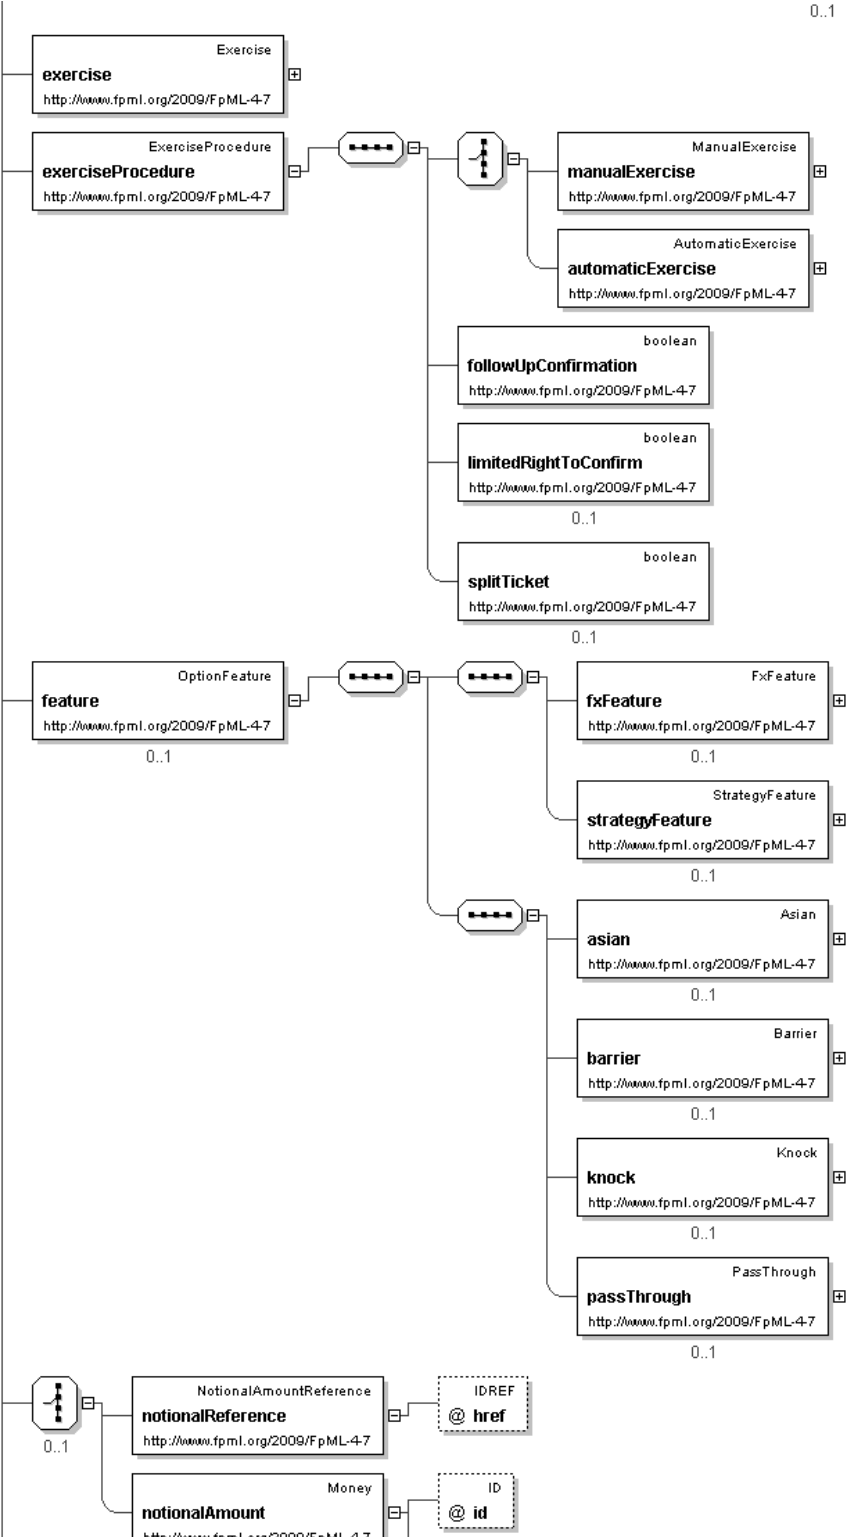 0..1
Exercise
exercise
http://www.fpml.org/2009/FpML-4-7
ExerciseProcedure
exerciseProcedure
http://www.fpml.org/2009/FpML-4-7
ManualExercise
manualExercise
http://www.fpml.org/2009/FpML-4-7
AutomaticExercise
automaticExercise
http://www.fpml.org/2009/FpML-4-7
boolean
followUpConfirmation
http://www.fpml.org/2009/FpML-4-7
boolean
limitedRightToConfirm
http://www.fpml.org/2009/FpML-4-7
0..1
boolean
splitTicket
http://www.fpml.org/2009/FpML-4-7
0..1
OptionFeature
feature
http://www.fpml.org/2009/FpML-4-7
0..1
FxFeature
fxFeature
http://www.fpml.org/2009/FpML-4-7
0..1
StrategyFeature
strategyFeature
http://www.fpml.org/2009/FpML-4-7
0..1
Asian
asian
http://www.fpml.org/2009/FpML-4-7
0..1
Barrier
barrier
http://www.fpml.org/2009/FpML-4-7
0..1
Knock
knock
http://www.fpml.org/2009/FpML-4-7
0..1
PassThrough
passThrough
http://www.fpml.org/2009/FpML-4-7
0..1
0..1
NotionalAmountReference
notionalReference
http://www.fpml.org/2009/FpML-4-7
IDREF
@ href
Money
notionalAmount
http://www.fpml.org/2009/FpML-4-7
ID
@ id